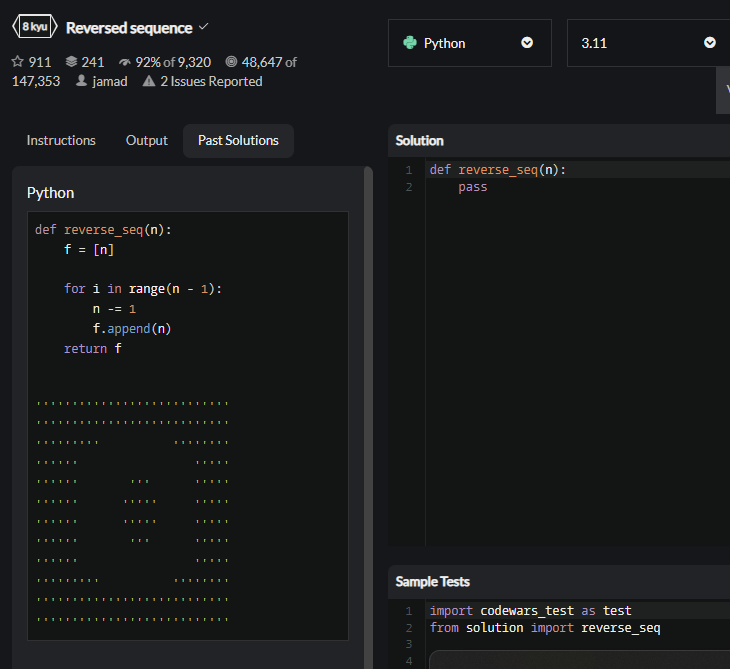 8 kyu Reversed sequence
911 241 92% of 9,320 48,647 of
147,353 jamad 2 Issues Reported
Python
3.11
Instructions Output Past Solutions
Python
def reverse_seq(n):
    f = [n]
    for i in range(n - 1):
        n -= 1
        f.append(n)
    return f
'''''''''''''''''''''''''''
'''''''''''''''''''''''''''
'''''''''          ''''''''
''''''                '''''
''''''       '''      '''''
''''''      '''''     '''''
''''''      '''''     '''''
''''''       '''      '''''
''''''                '''''
'''''''''          ''''''''
'''''''''''''''''''''''''''
'''''''''''''''''''''''''''
Solution
1 def reverse_seq(n):
2     pass
Sample Tests
1 import codewars_test as test
2 from solution import reverse_seq
3
4